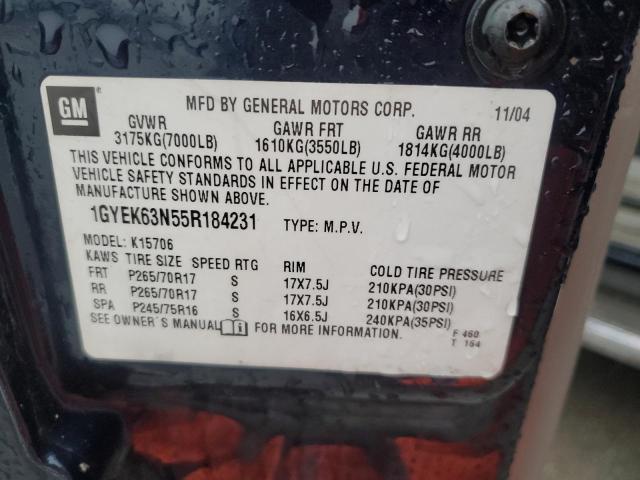 GM
MFD BY GENERAL MOTORS CORP. 11/04
GVWR GAWR FRT GAWR RR
3175KG(7000LB) 1610KG(3550LB) 1814KG(4000LB)
THIS VEHICLE CONFORMS TO ALL APPLICABLE U.S. FEDERAL MOTOR
VEHICLE SAFETY STANDARDS IN EFFECT ON THE DATE OF
MANUFACTURE SHOWN ABOVE.
1GYEK63N55R184231 TYPE: M.P.V.
MODEL: K15706
KAWS TIRE SIZE SPEED RTG RIM COLD TIRE PRESSURE
FRT P265/70R17 S 17X7.5J 210KPA(30PSI)
RR P265/70R17 S 17X7.5J 210KPA(30PSI)
SPA P245/75R16 S 16X6.5J 240KPA(35PSI)
SEE OWNER'S MANUAL FOR MORE INFORMATION.
F 460
T 164